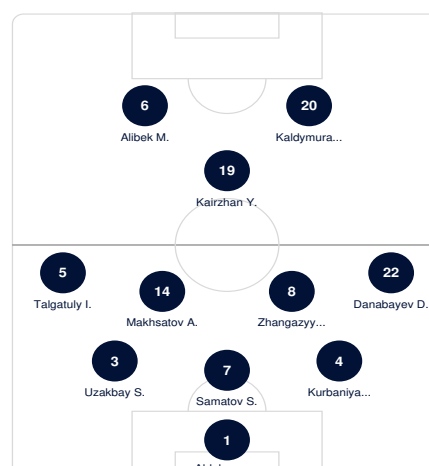 6
20
Alibek M.
Kaldymura...
19
Kairzhan Y.
5
22
Talgatuly I.
Danabayev D.
14
8
Makhsatov A.
Zhangazyy...
3
7
4
Uzakbay S.
Samatov S.
Kurbaniya...
1